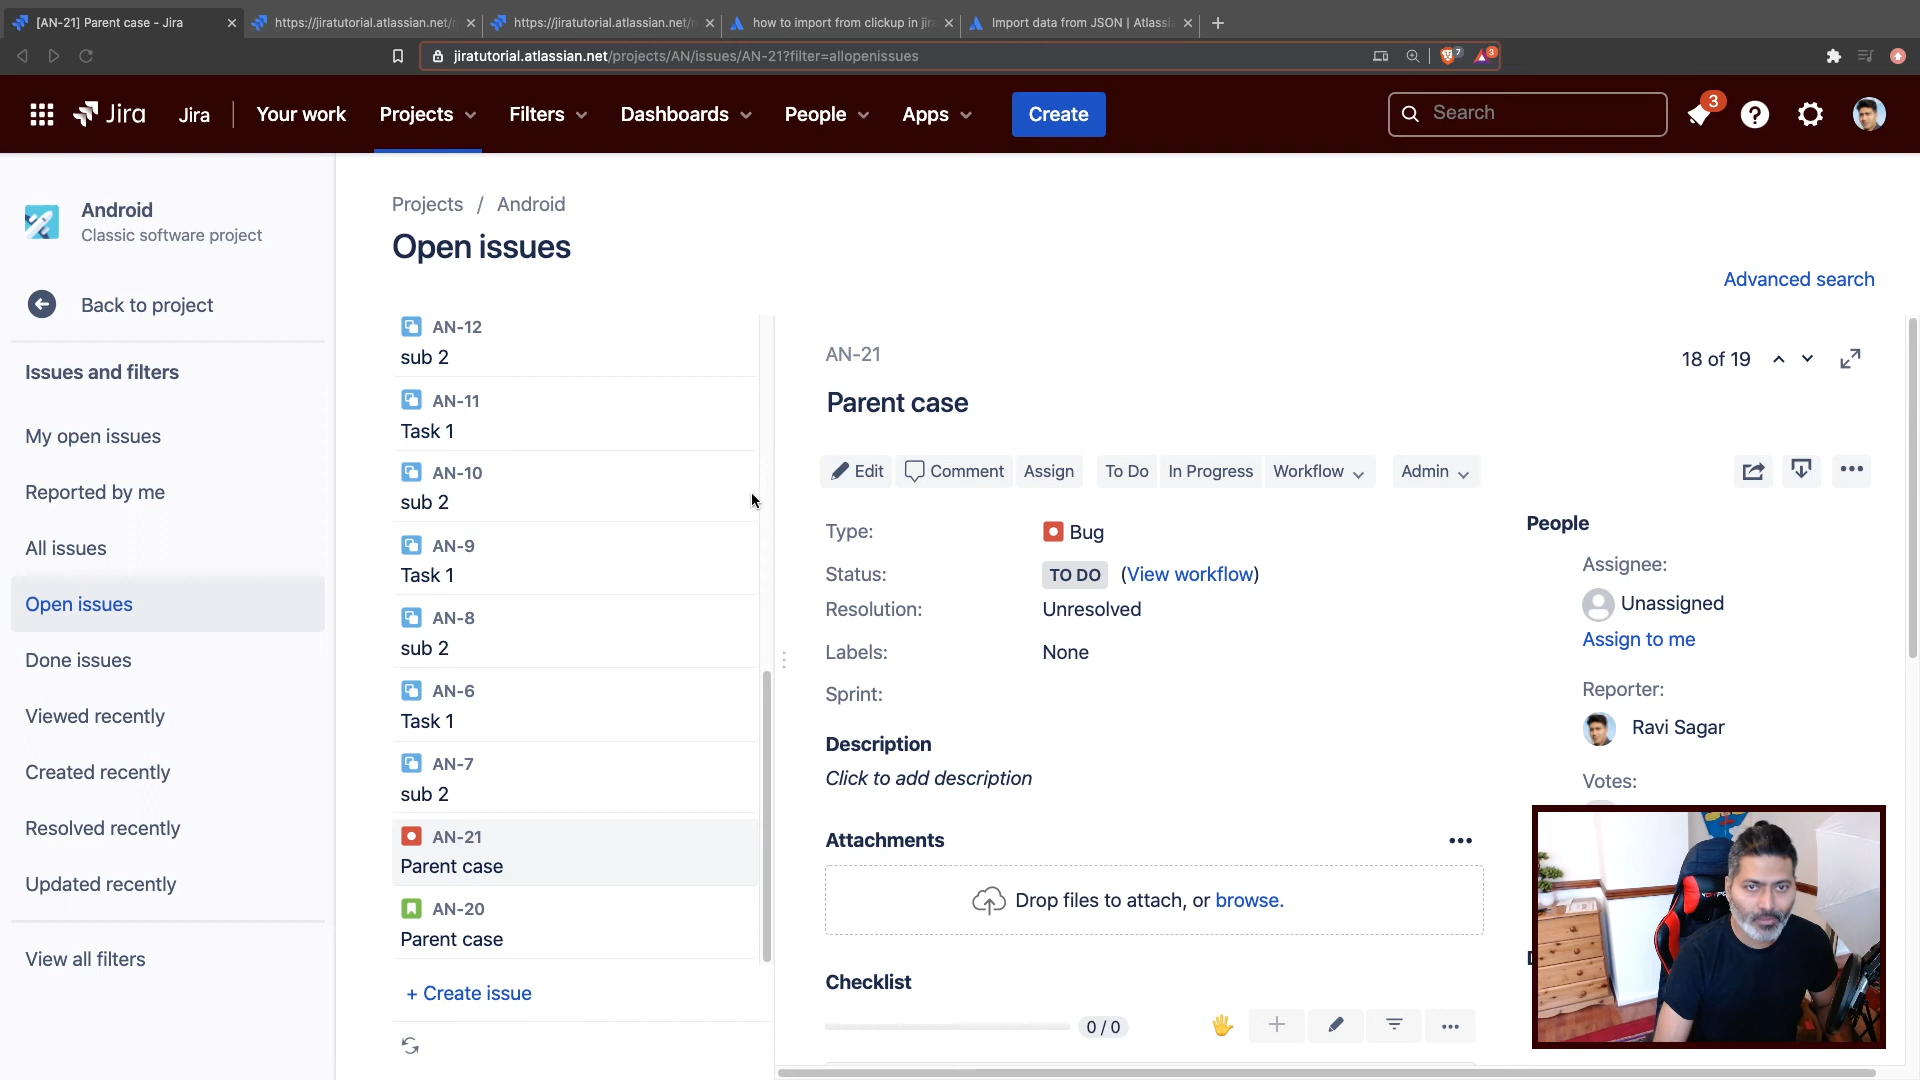 [AN-21] Parent case - Jira
https://jiratutorial.atlassian.net/
https://jiratutorial.atlassian.net/
how to import from clickup in jira
Import data from JSON | Atlassi
jiratutorial.atlassian.net/projects/AN/issues/AN-21?filter=allopenissues
7
3
Jira
Jira
Your work
Projects
Filters
Dashboards
People
Apps
Create
Search
3
Android
Classic software project
Back to project
Issues and filters
My open issues
Reported by me
All issues
Open issues
Done issues
Viewed recently
Created recently
Resolved recently
Updated recently
View all filters
Projects / Android
Open issues
Advanced search
AN-12
sub 2
AN-11
Task 1
AN-10
sub 2
AN-9
Task 1
AN-8
sub 2
AN-6
Task 1
AN-7
sub 2
AN-21
Parent case
AN-20
Parent case
+ Create issue
AN-21
18 of 19
Parent case
Edit
Comment
Assign
To Do
In Progress
Workflow
Admin
Type:
Bug
Status:
TO DO (View workflow)
Resolution:
Unresolved
Labels:
None
Sprint:
Description
Click to add description
Attachments
Drop files to attach, or browse.
Checklist
0 / 0
People
Assignee:
Unassigned
Assign to me
Reporter:
Ravi Sagar
Votes: